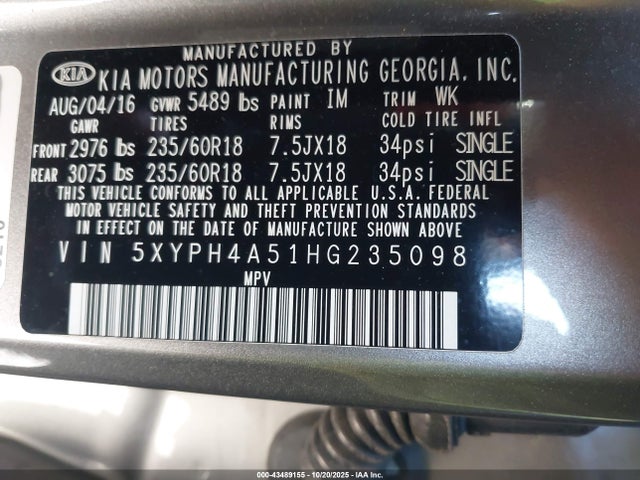 MANUFACTURED BY
KIA KIA MOTORS MANUFACTURING GEORGIA, INC.
AUG/04/16 GVWR 5489 lbs PAINT IM TRIM WK
GAWR TIRES RIMS COLD TIRE INFL
FRONT 2976 lbs 235/60R18 7.5JX18 34psi SINGLE
REAR 3075 lbs 235/60R18 7.5JX18 34psi SINGLE
THIS VEHICLE CONFORMS TO ALL APPLICABLE U.S.A. FEDERAL
MOTOR VEHICLE SAFETY AND THEFT PREVENTION STANDARDS
IN EFFECT ON THE DATE OF MANUFACTURE SHOWN ABOVE
VIN 5XYPH4A51HG235098
MPV
000-43489155 - 10/20/2025 - IAA Inc.